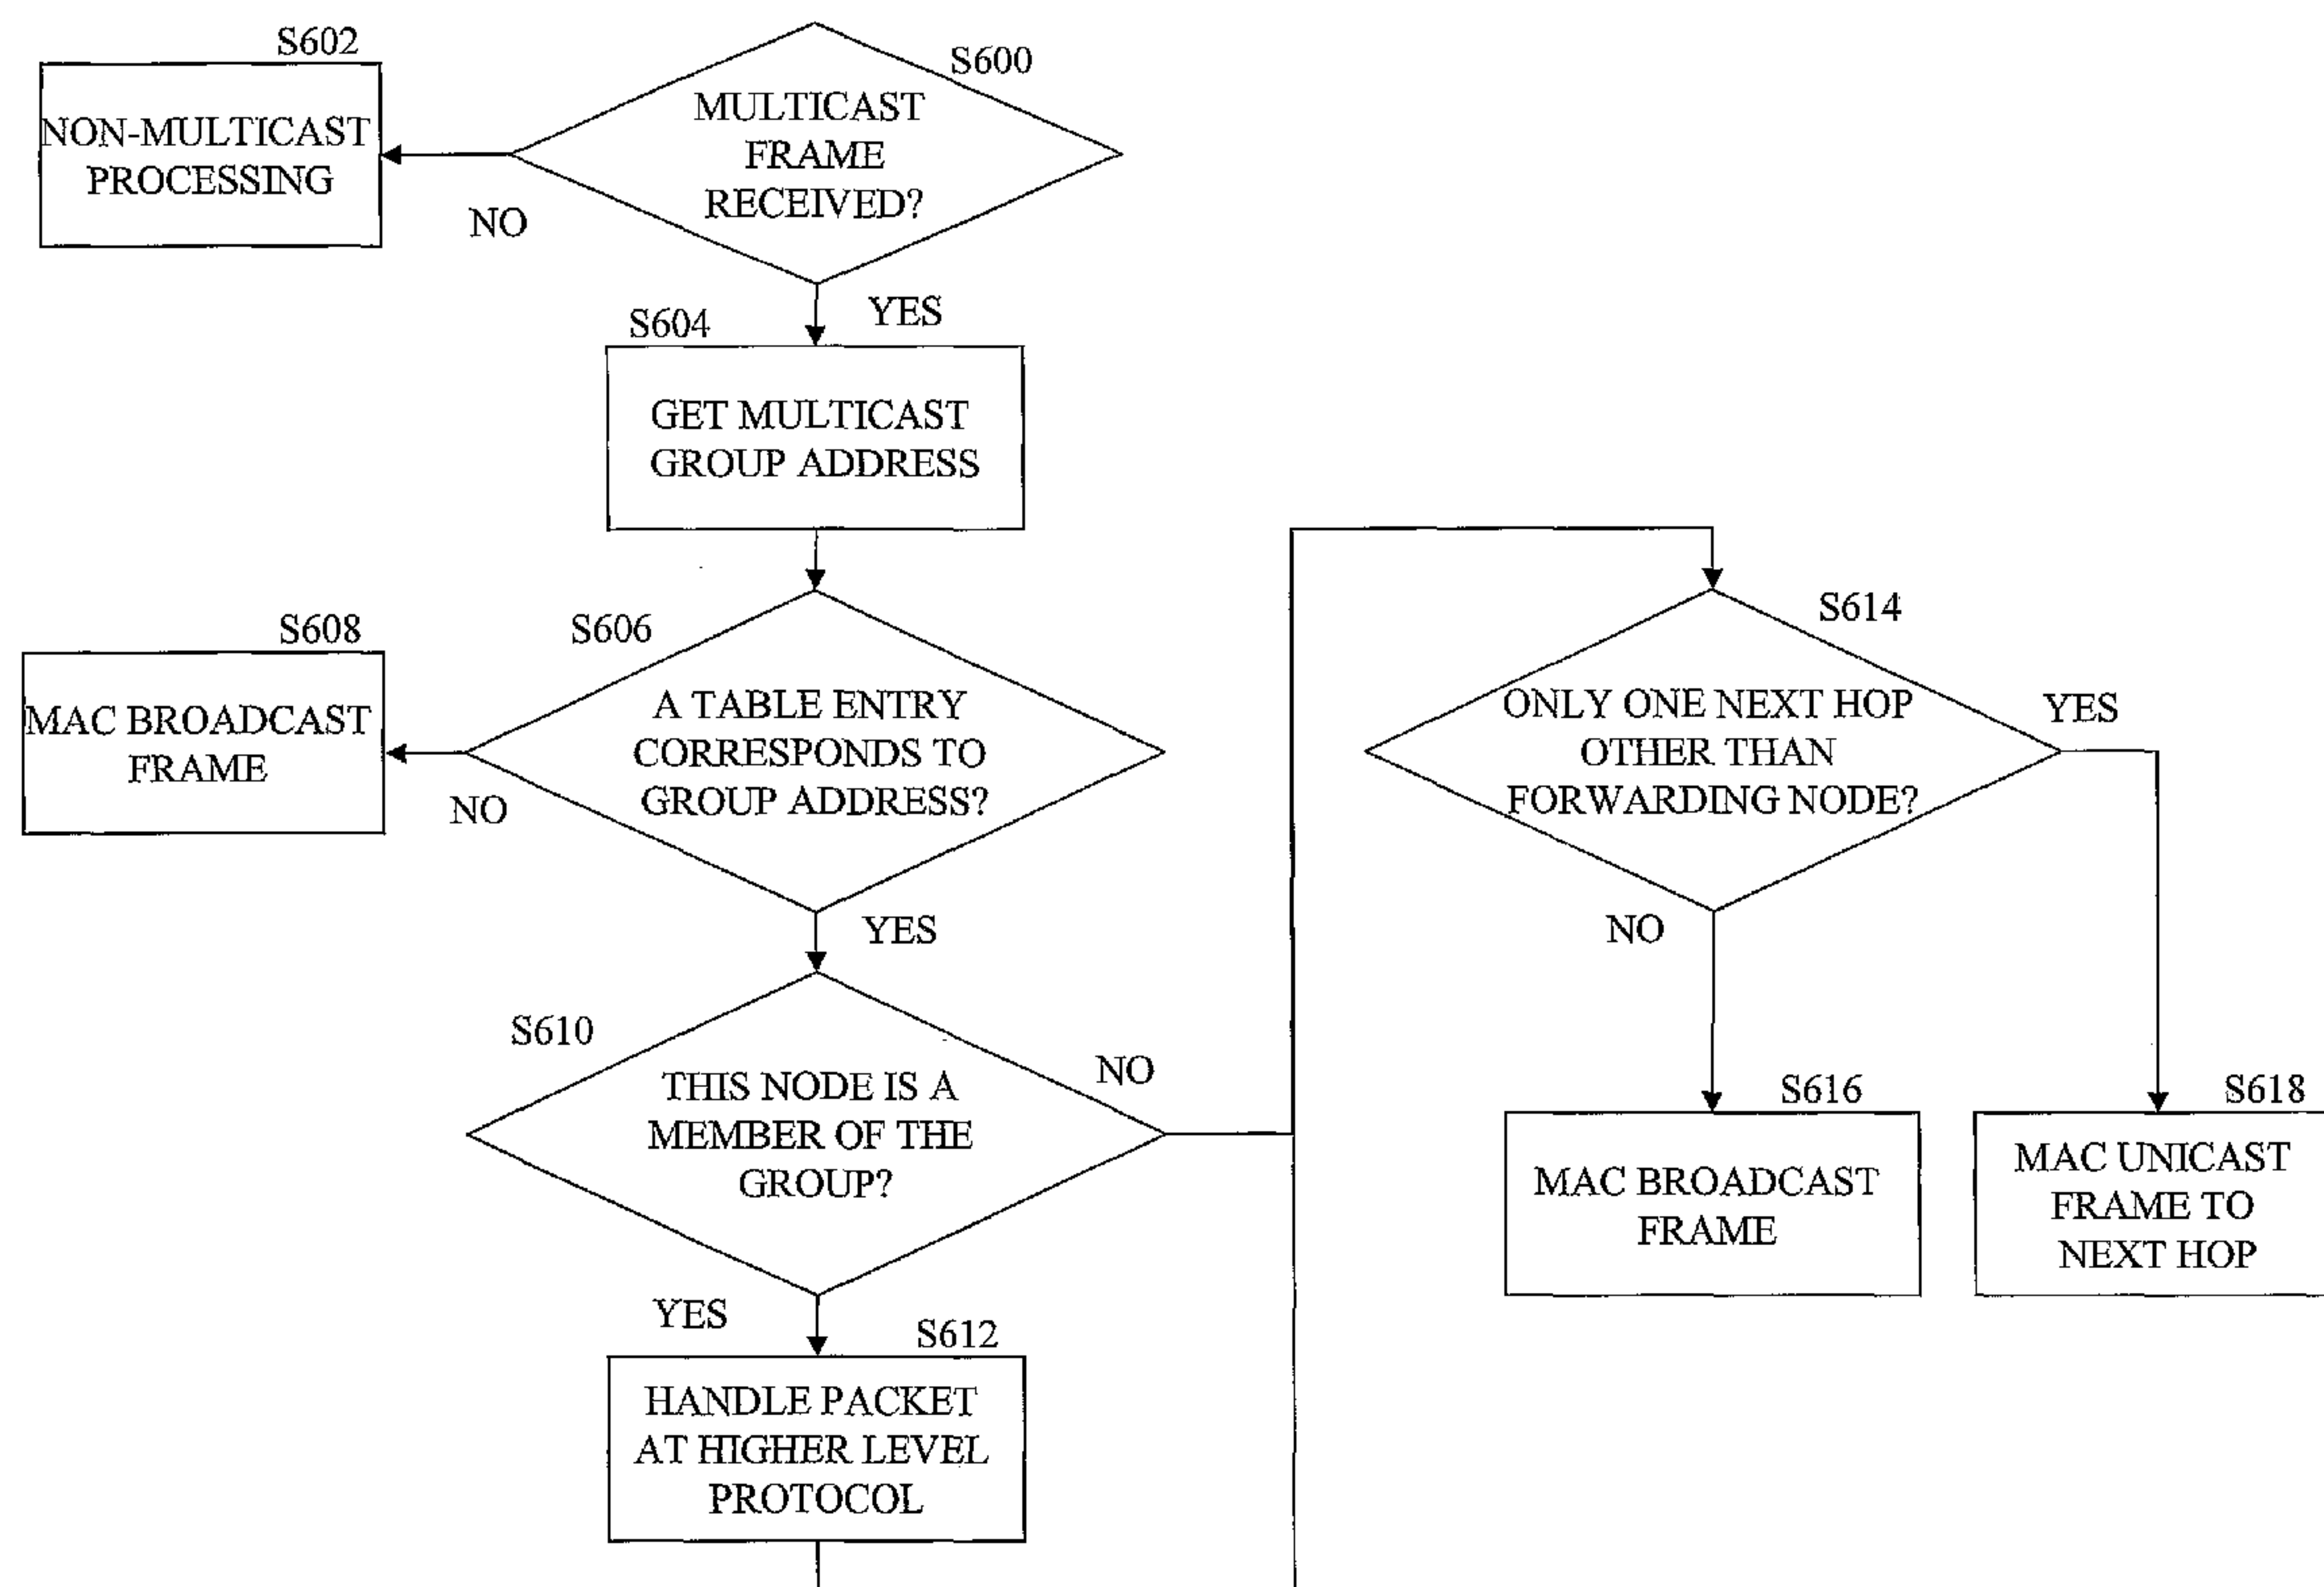 S602
NON-MULTICAST
PROCESSING
S600
MULTICAST
FRAME
RECEIVED?
NO
YES
S604
GET MULTICAST
GROUP ADDRESS
S608
MAC BROADCAST
FRAME
S606
A TABLE ENTRY
CORRESPONDS TO
GROUP ADDRESS?
NO
YES
S610
THIS NODE IS A
MEMBER OF THE
GROUP?
NO
YES
S612
HANDLE PACKET
AT HIGHER LEVEL
PROTOCOL
S614
ONLY ONE NEXT HOP
OTHER THAN
FORWARDING NODE?
YES
NO
S616
MAC BROADCAST
FRAME
S618
MAC UNICAST
FRAME TO
NEXT HOP